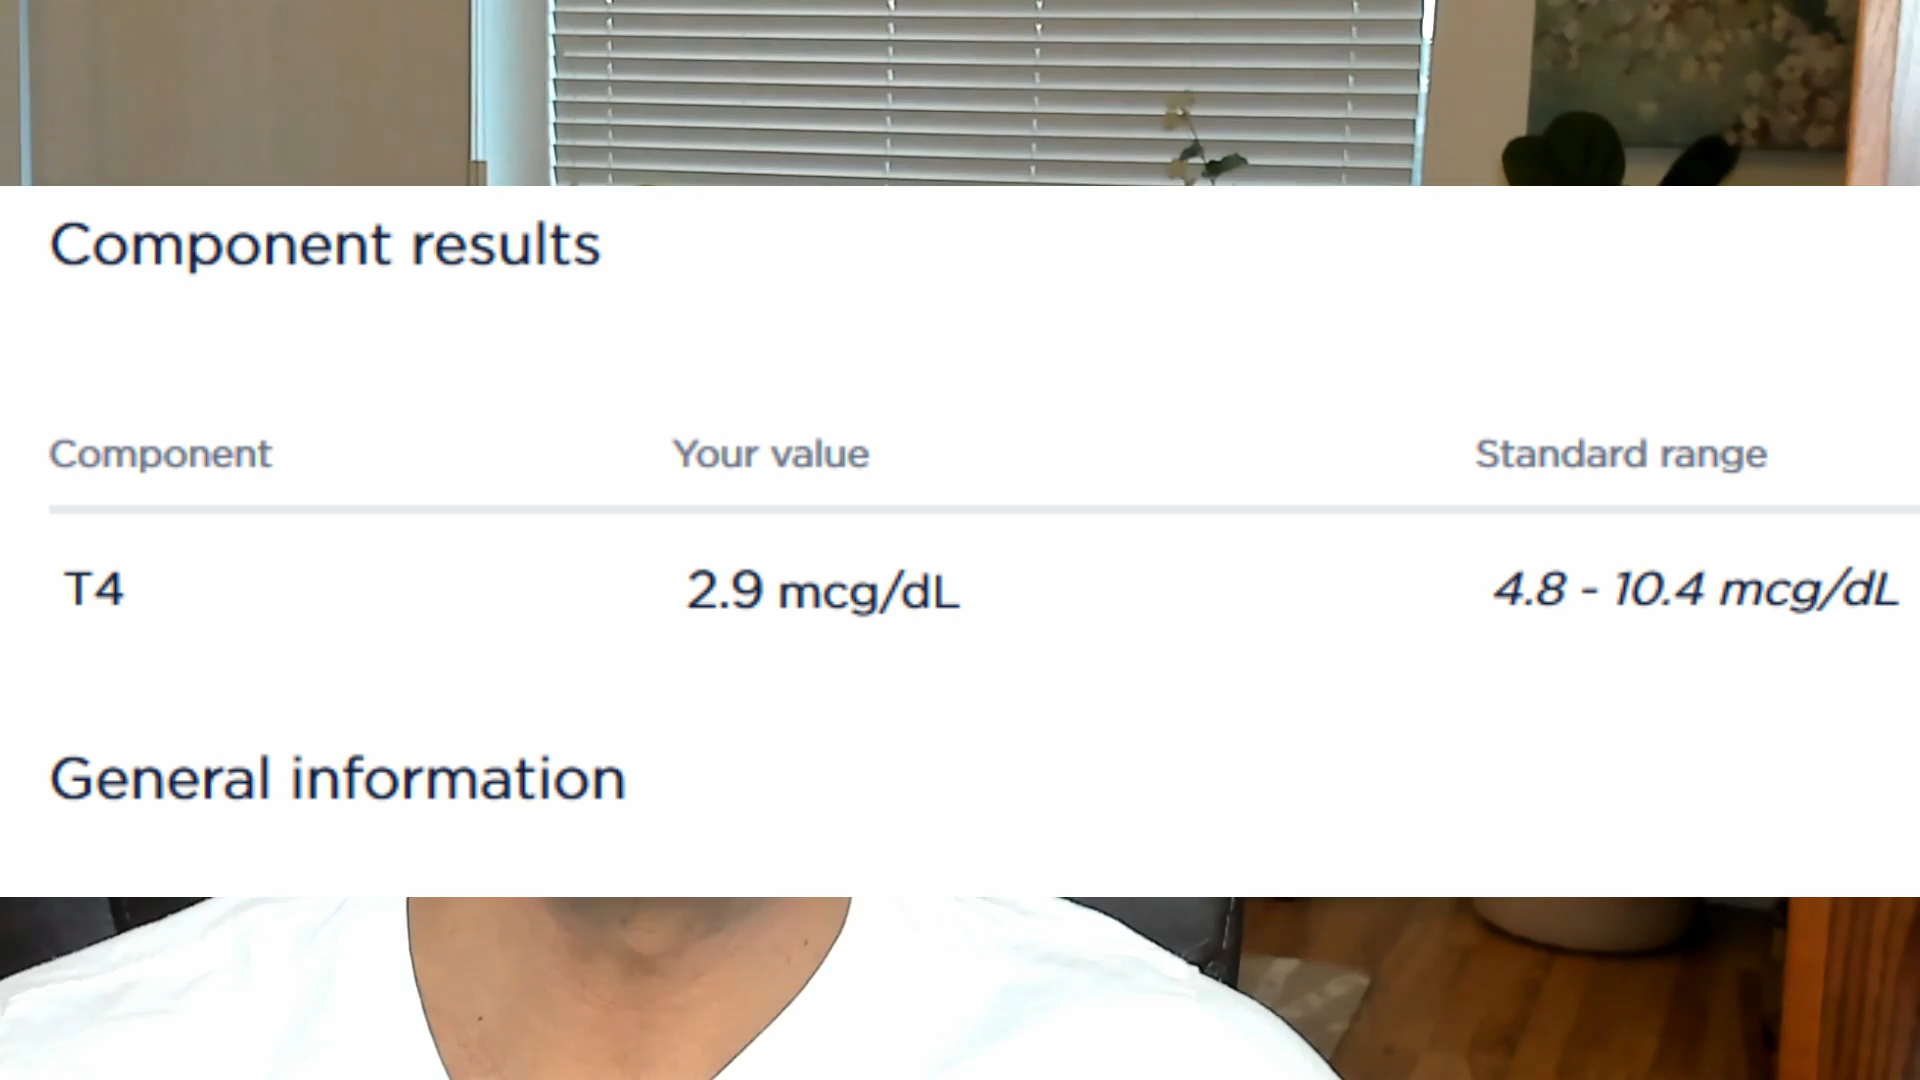 Component results
Component Your value Standard range
T4 2.9 mcg/dL 4.8 - 10.4 mcg/dL
General information